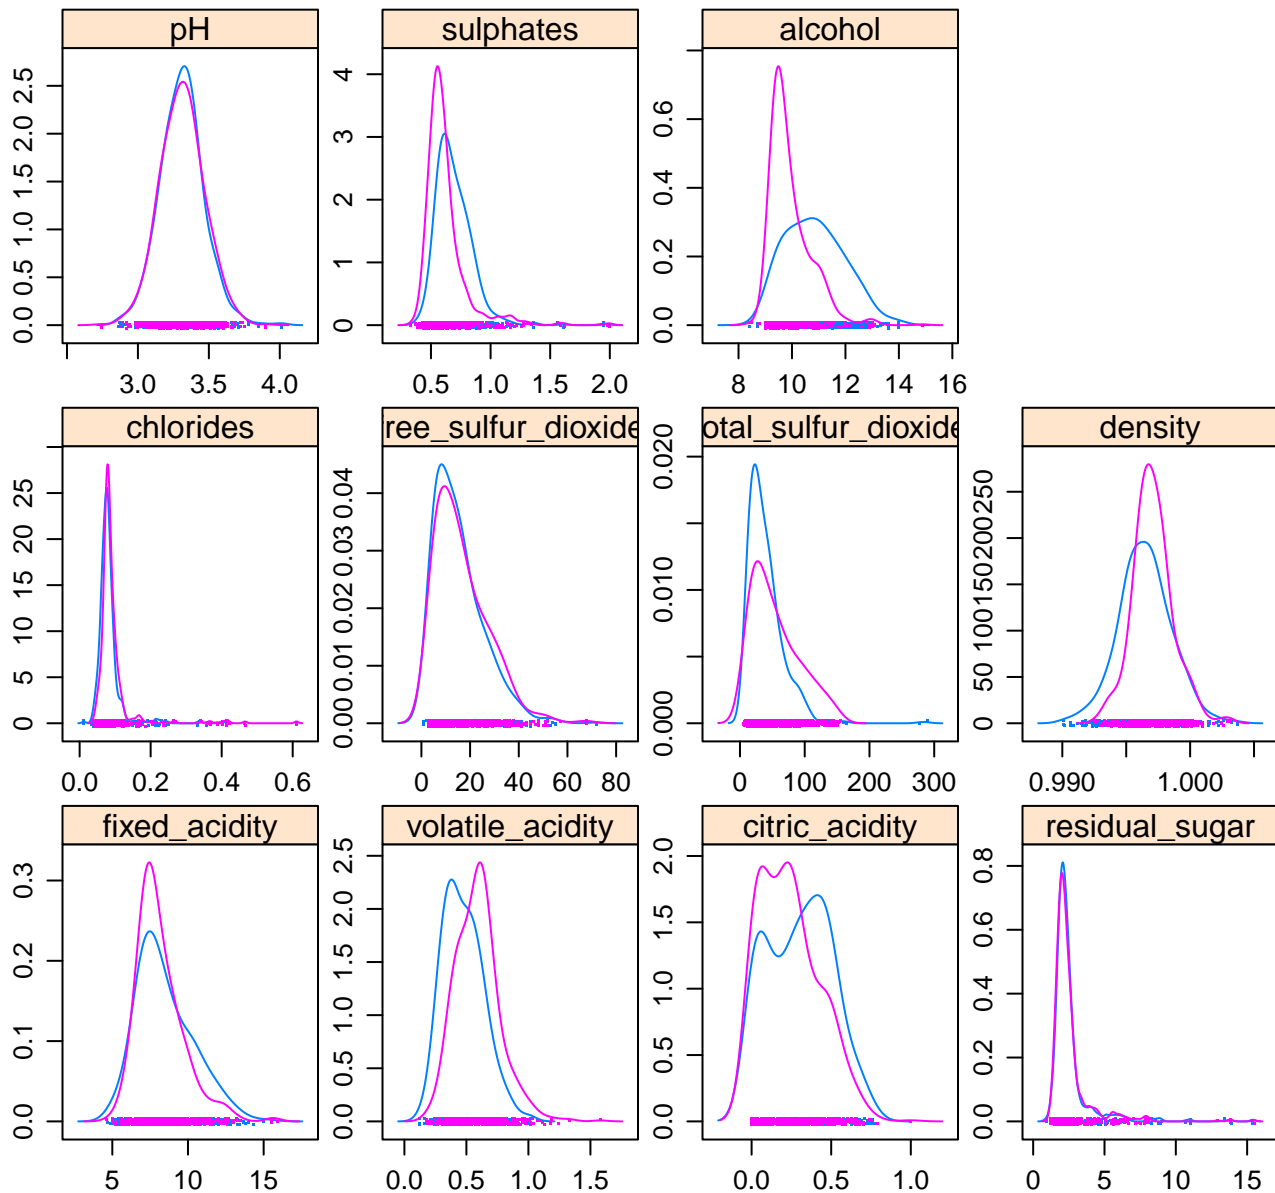 pH sulphates alcohol
0.0 0.5 1.0 1.5 2.0 2.5
3.0 3.5 4.0
0 1 2 3 4
0.5 1.0 1.5 2.0
0.0 0.2 0.4 0.6
8 10 12 14 16
chlorides ree_sulfur_dioxide otal_sulfur_dioxide density
0 5 10 15 20 25
0.0 0.2 0.4 0.6
0.00 0.01 0.02 0.03 0.04
0 20 40 60 80
0.000 0.010 0.020
0 100 200 300
0 50 100 150 200 250
0.990 1.000
fixed_acidity volatile_acidity citric_acidity residual_sugar
0.0 0.1 0.2 0.3
5 10 15
0.0 0.5 1.0 1.5 2.0 2.5
0.0 0.5 1.0 1.5
0.0 0.5 1.0 1.5 2.0
0.0 0.5 1.0
0.0 0.2 0.4 0.6 0.8
0 5 10 15